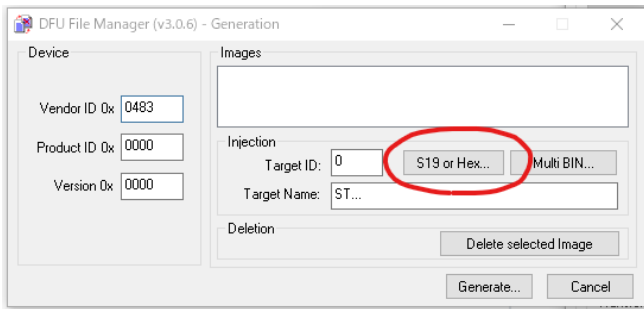 DFU File Manager (v3.0.6) - Generation
Device
Images
Vendor ID 0x 0483
Product ID 0x 0000
Version 0x 0000
Injection
Target ID: 0 S19 or Hex... Multi BIN...
Target Name: ST...
Deletion
Delete selected Image
Generate... Cancel